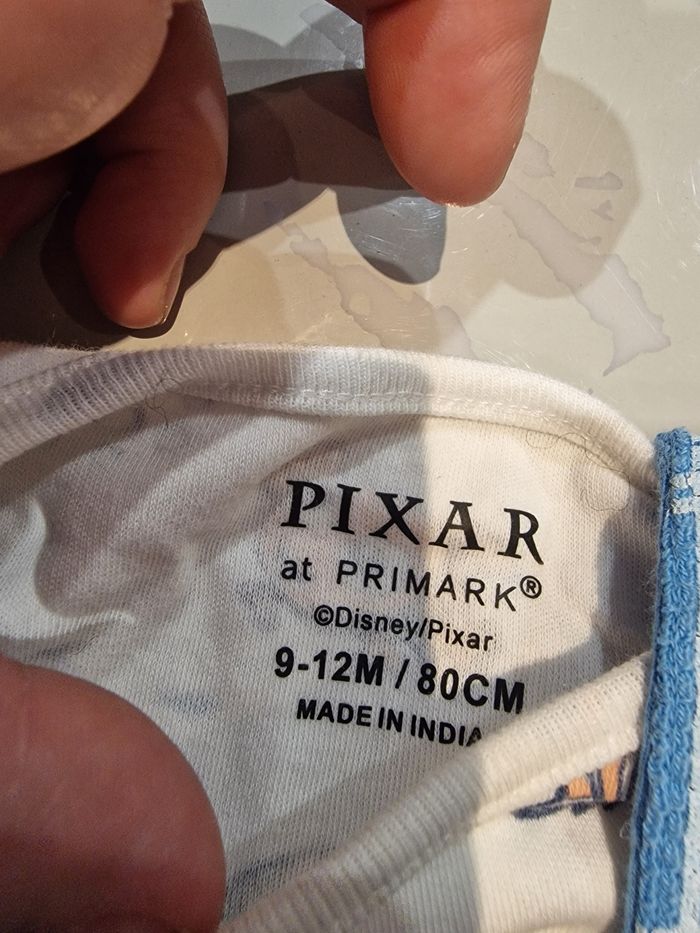 PIXAR
at PRIMARK®
©Disney/Pixar
9-12M / 80CM
MADE IN INDIA